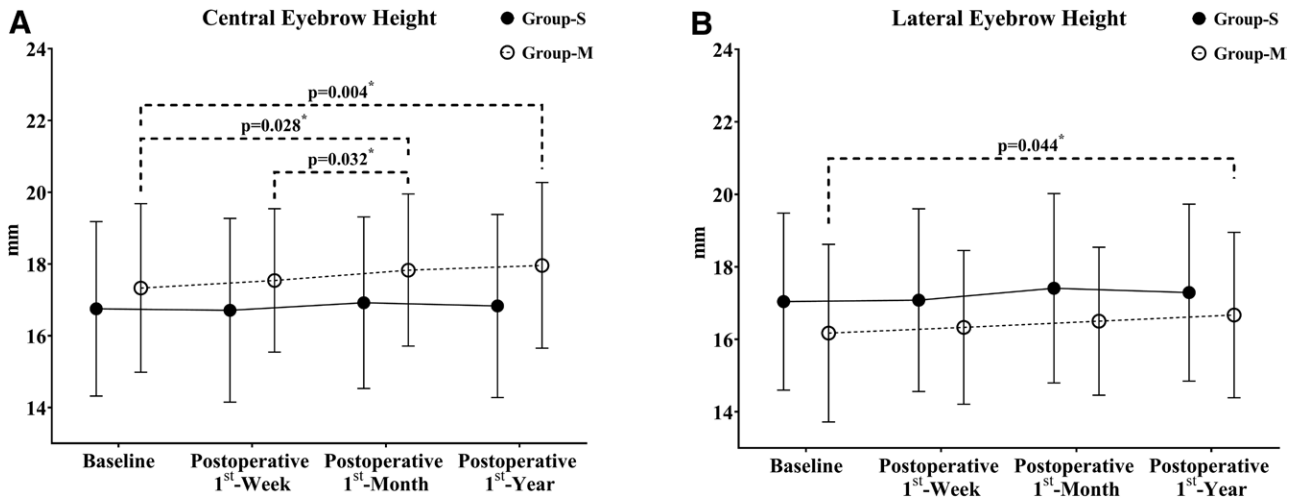 A
Central Eyebrow Height
Group-S
Group-M
mm
24
22
20
18
16
14
p=0.004*
p=0.028*
p=0.032*
Baseline
Postoperative
1st-Week
Postoperative
1st-Month
Postoperative
1st-Year
B
Lateral Eyebrow Height
Group-S
Group-M
mm
24
22
20
18
16
14
p=0.044*
Baseline
Postoperative
1st-Week
Postoperative
1st-Month
Postoperative
1st-Year